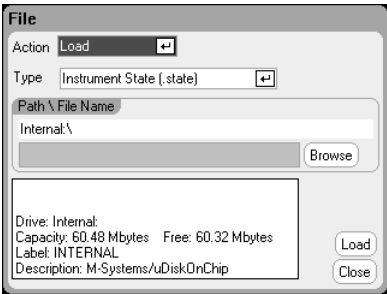 File
Action Load
Type Instrument State (.state)
Path \ File Name
Internal:\
Browse
Drive: Internal:
Capacity: 60.48 Mbytes Free: 60.32 Mbytes
Label: INTERNAL
Description: M-Systems/uDiskOnChip
Load
Close